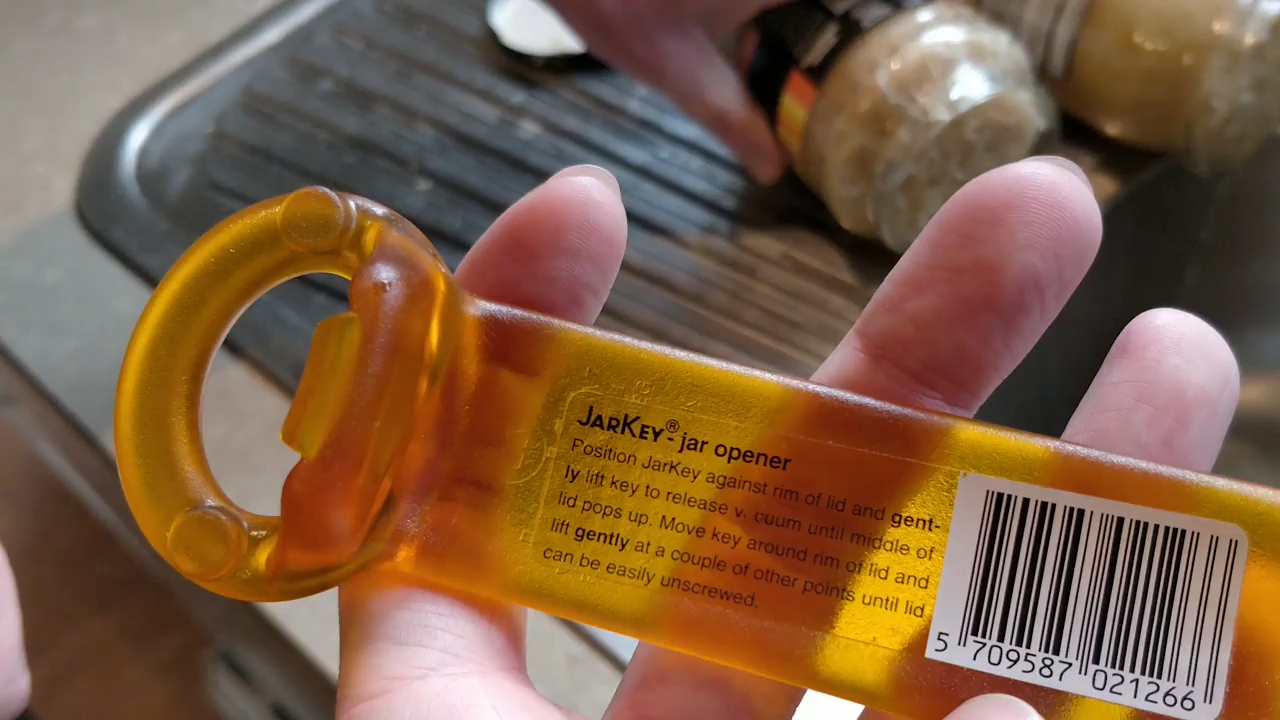 JARKEY®- jar opener
Position JarKey against rim of lid and gent-
ly lift key to release v cuum until middle of
lid pops up. Move key around rim of lid and
lift gently at a couple of other points until lid
can be easily unscrewed.
5 709587 021266